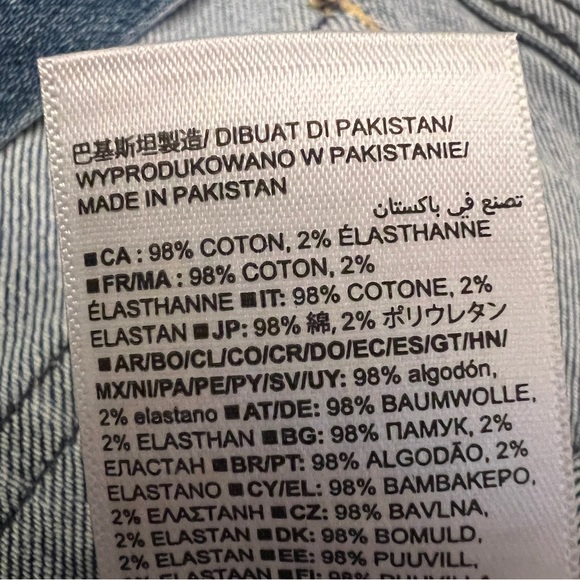 巴基斯坦製造/ DIBUAT DI PAKISTAN/
WYPRODUKOWANO W PAKISTANIE/
MADE IN PAKISTAN
تصنع في باكستان
■CA : 98% COTON, 2% ÉLASTHANNE
■FR/MA : 98% COTON, 2%
ÉLASTHANNE ■IT: 98% COTONE, 2%
ELASTAN ■JP: 98% 綿, 2% ポリウレタン
■AR/BO/CL/CO/CR/DO/EC/ES/GT/HN/
MX/NI/PA/PE/PY/SV/UY: 98% algodón,
2% elastano ■AT/DE: 98% BAUMWOLLE,
2% ELASTHAN ■BG: 98% ПАМУК, 2%
ЕЛАСТАН ■BR/PT: 98% ALGODÃO, 2%
ELASTANO ■CY/EL: 98% ΒΑΜΒΑΚΕΡΟ,
2% ΕΛΑΣΤΑΝΗ ■CZ: 98% BAVLNA,
2% ELASTAN ■DK: 98% BOMULD,
2% ELASTAN ■EE: 98% PUUVILL,
ELASTAAN ■FI: 98% PUUVILLA